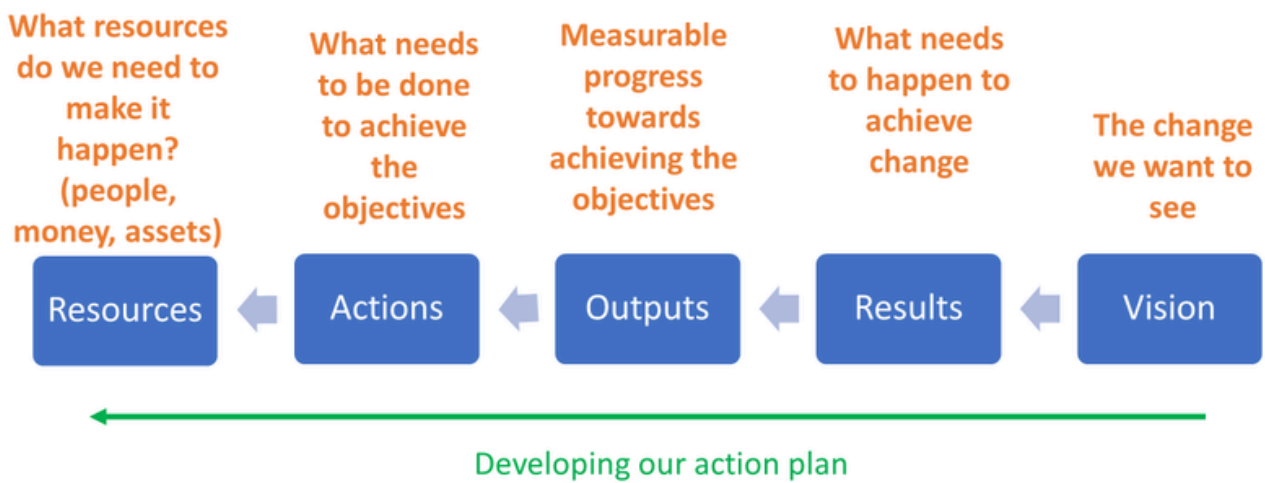 What resources
do we need to
make it
happen?
(people,
money, assets)
What needs
to be done
to achieve
the
objectives
Measurable
progress
towards
achieving the
objectives
What needs
to happen to
achieve
change
The change
we want to
see
Resources
Actions
Outputs
Results
Vision
Developing our action plan